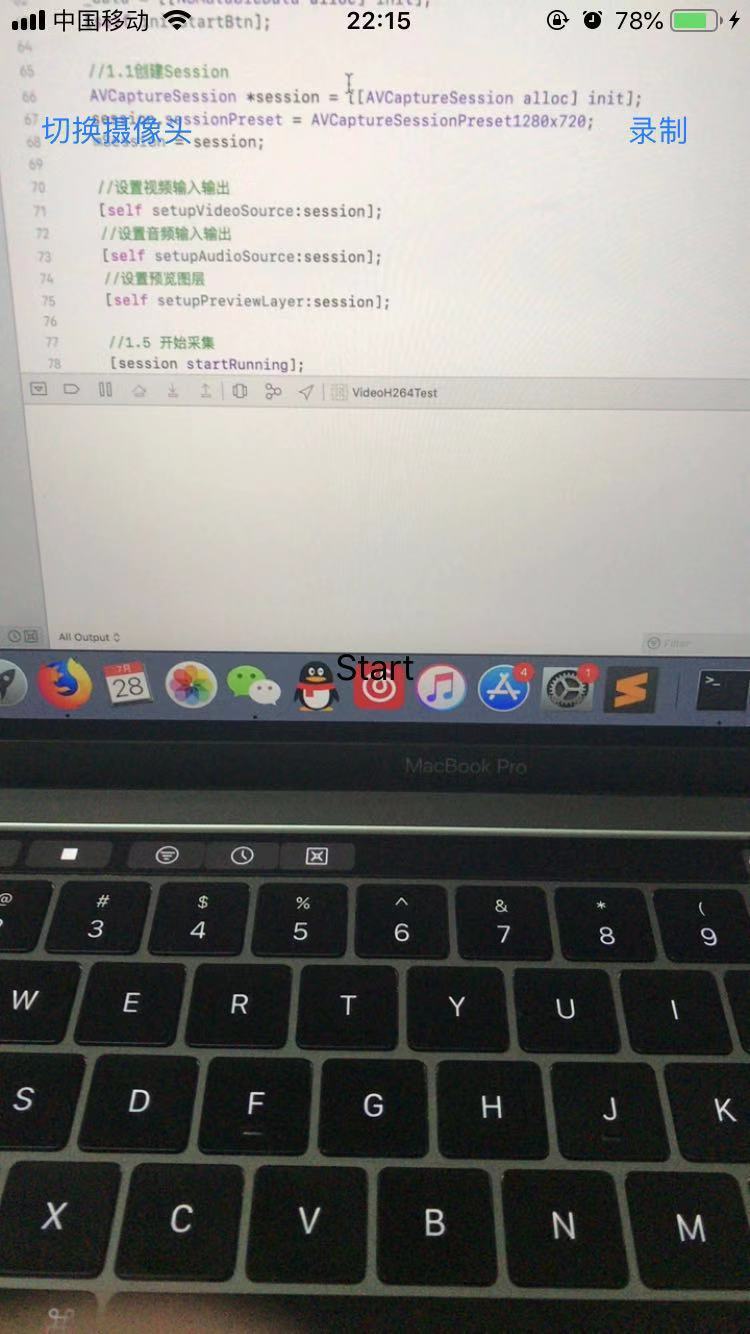 中国移动 22:15 78%
64
65 //1.1创建Session
66 AVCaptureSession *session = [[AVCaptureSession alloc] init];
67 session.sessionPreset = AVCaptureSessionPreset1280x720;
切换摄像头 录制
68 = session;
69
70 //设置视频输入输出
71 [self setupVideoSource:session];
72 //设置音频输入输出
73 [self setupAudioSource:session];
74 //设置预览图层
75 [self setupPreviewLayer:session];
76
77 //1.5 开始采集
78 [session startRunning];
VideoH264Test
All Output Filter
Start
7月 4 1
28 >_
MacBook Pro
@ # $ % ^ & * (
3 4 5 6 7 8 9
W E R T Y U I
S D F G H J K
X C V B N M
⌘